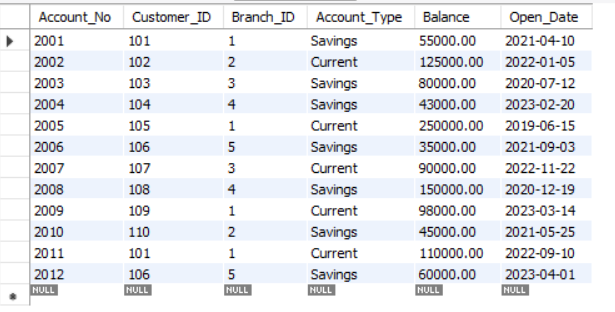 Account_No Customer_ID Branch_ID Account_Type Balance Open_Date
2001 101 1 Savings 55000.00 2021-04-10
2002 102 2 Current 125000.00 2022-01-05
2003 103 3 Savings 80000.00 2020-07-12
2004 104 4 Savings 43000.00 2023-02-20
2005 105 1 Current 250000.00 2019-06-15
2006 106 5 Savings 35000.00 2021-09-03
2007 107 3 Current 90000.00 2022-11-22
2008 108 4 Savings 150000.00 2020-12-19
2009 109 1 Current 98000.00 2023-03-14
2010 110 2 Savings 45000.00 2021-05-25
2011 101 1 Current 110000.00 2022-09-10
2012 106 5 Savings 60000.00 2023-04-01
NULL NULL NULL NULL NULL NULL